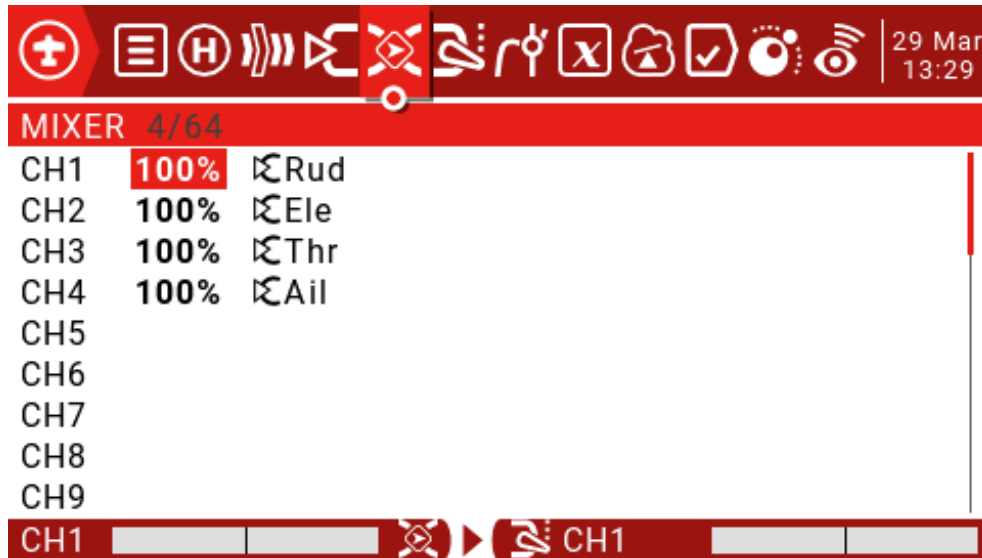 29 Mar
13:29
MIXER 4/64
CH1 100% Rud
CH2 100% Ele
CH3 100% Thr
CH4 100% Ail
CH5
CH6
CH7
CH8
CH9
CH1 CH1